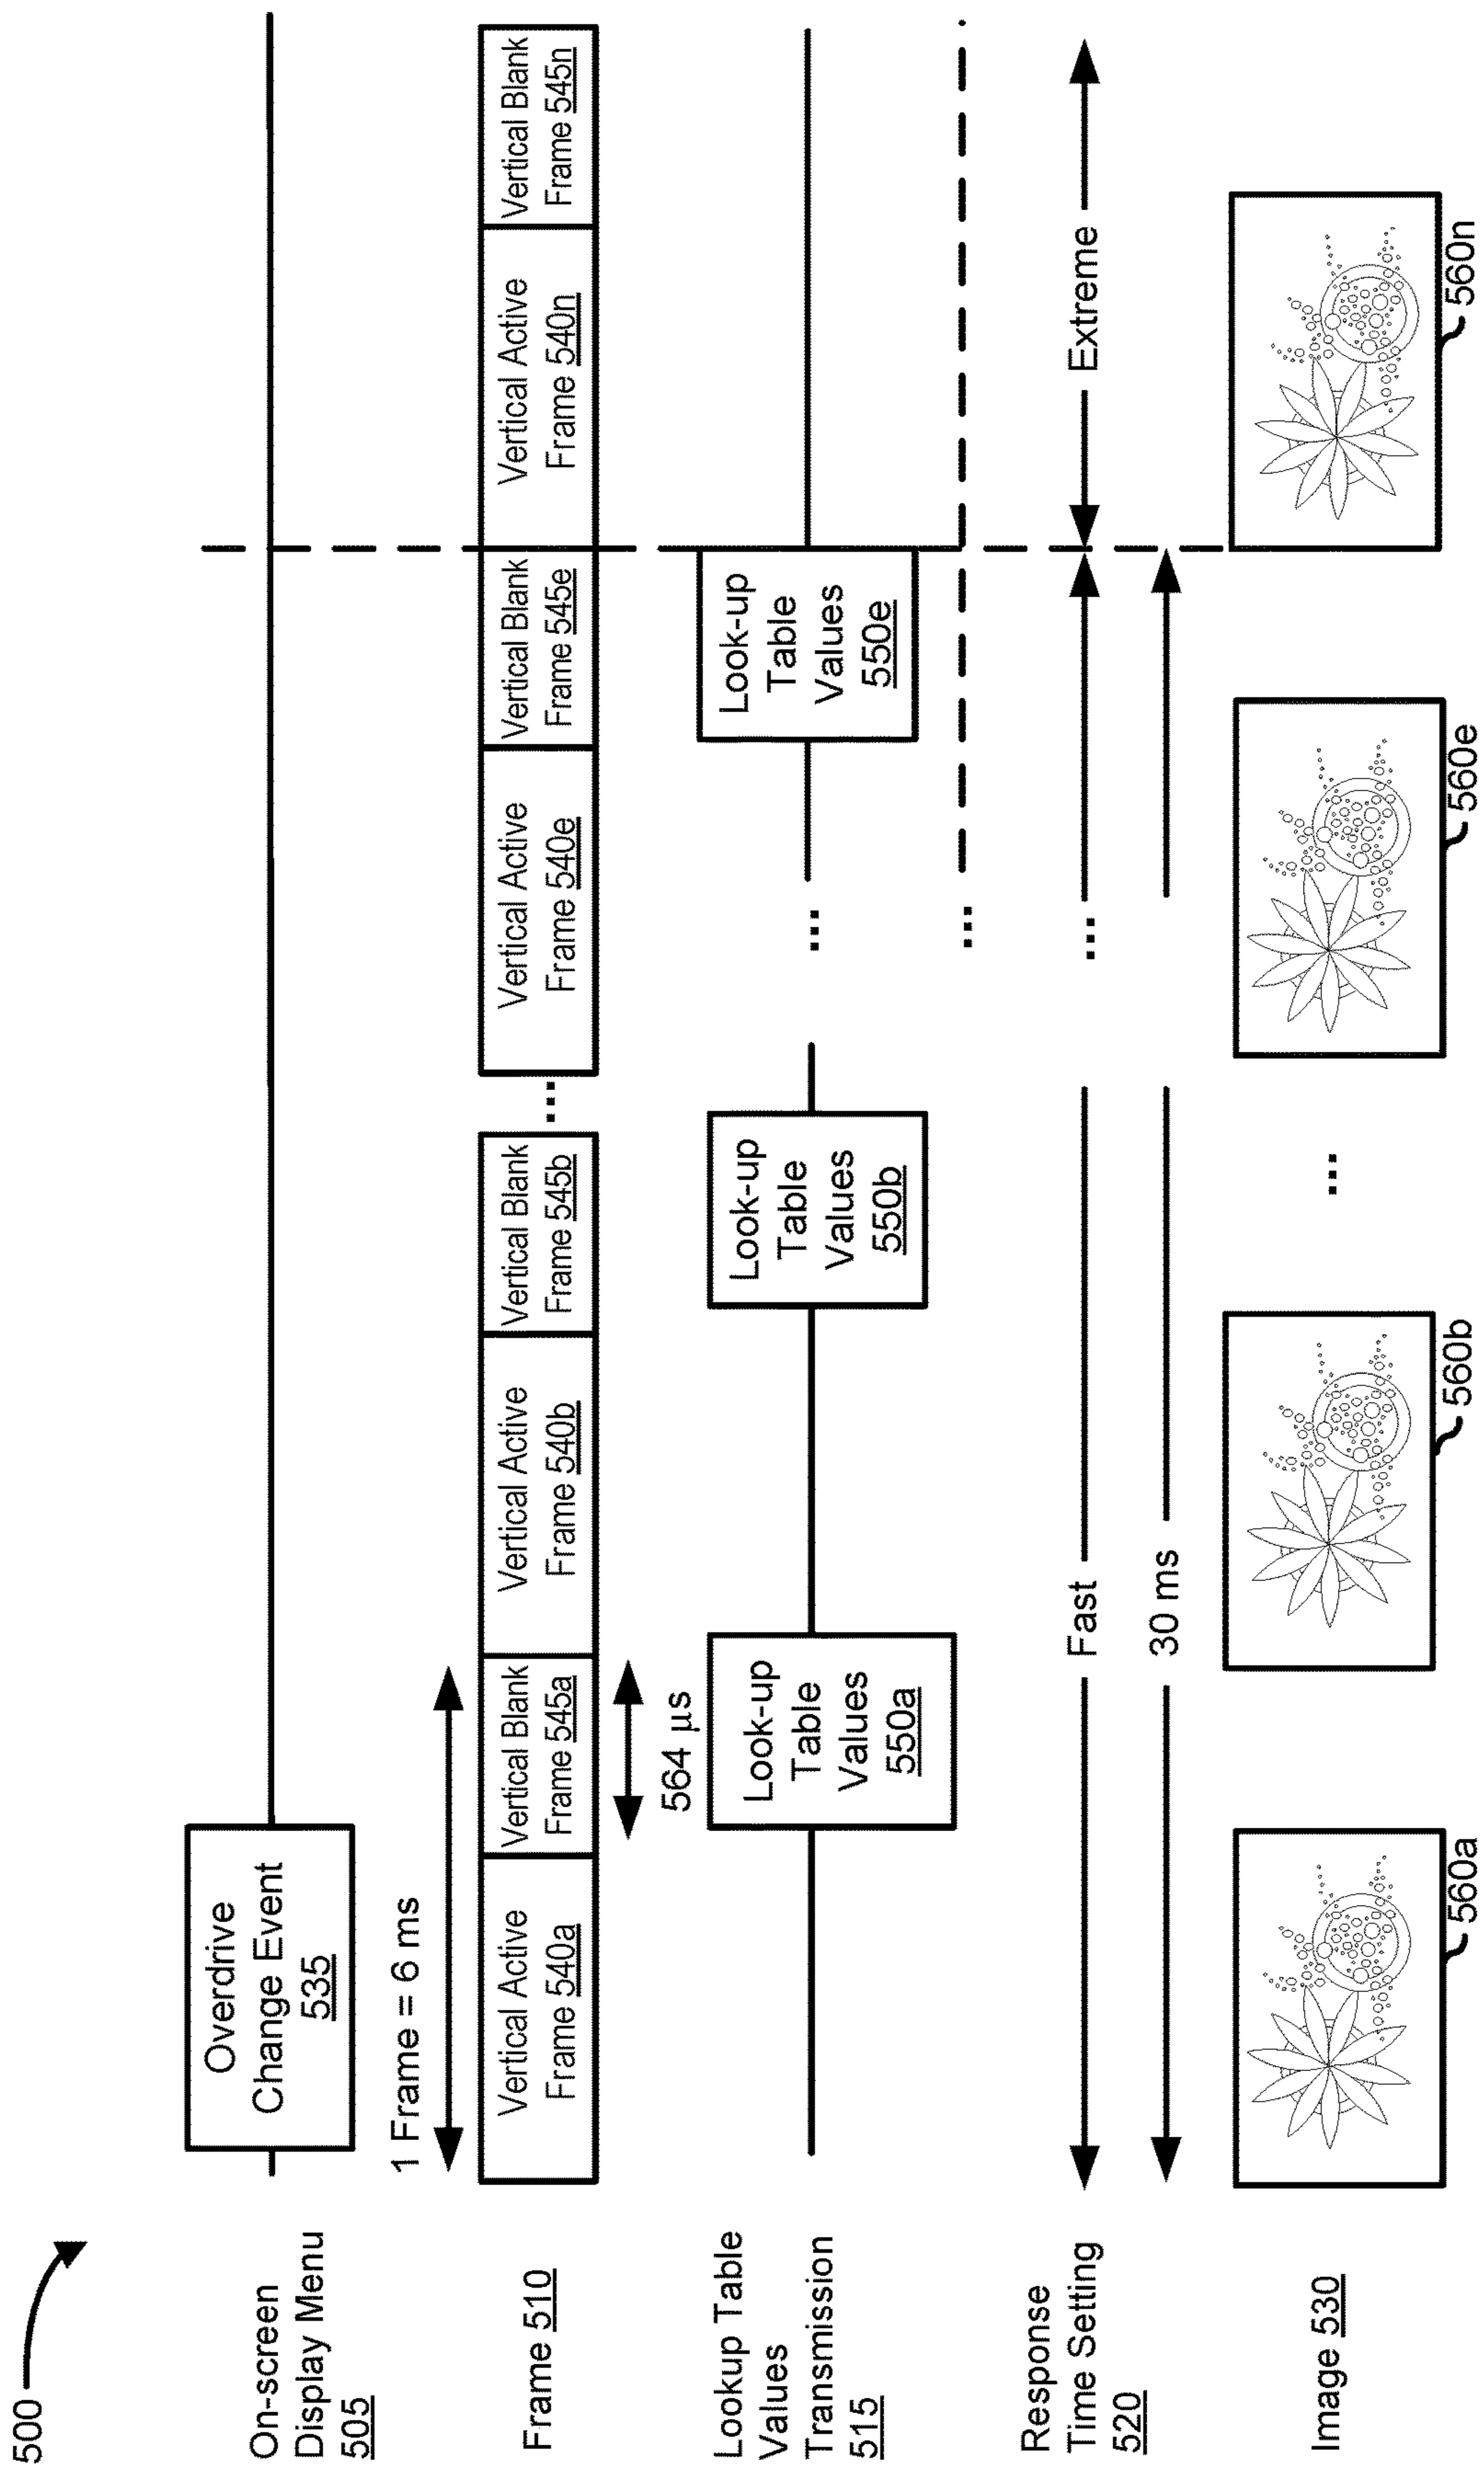 500
On-screen
Display Menu
505
Overdrive
Change Event
535
1 Frame = 6 ms
Frame 510
Vertical Active
Frame 540a
Vertical Blank
Frame 545a
Vertical Active
Frame 540b
Vertical Blank
Frame 545b
...
Vertical Active
Frame 540e
Vertical Blank
Frame 545e
Vertical Active
Frame 540n
Vertical Blank
Frame 545n
564 μs
Lookup Table
Values
Transmission
515
Look-up
Table
Values
550a
Look-up
Table
Values
550b
...
Look-up
Table
Values
550e
...
Response
Time Setting
520
Fast
...
Extreme
30 ms
Image 530
560a
560b
...
560e
560n